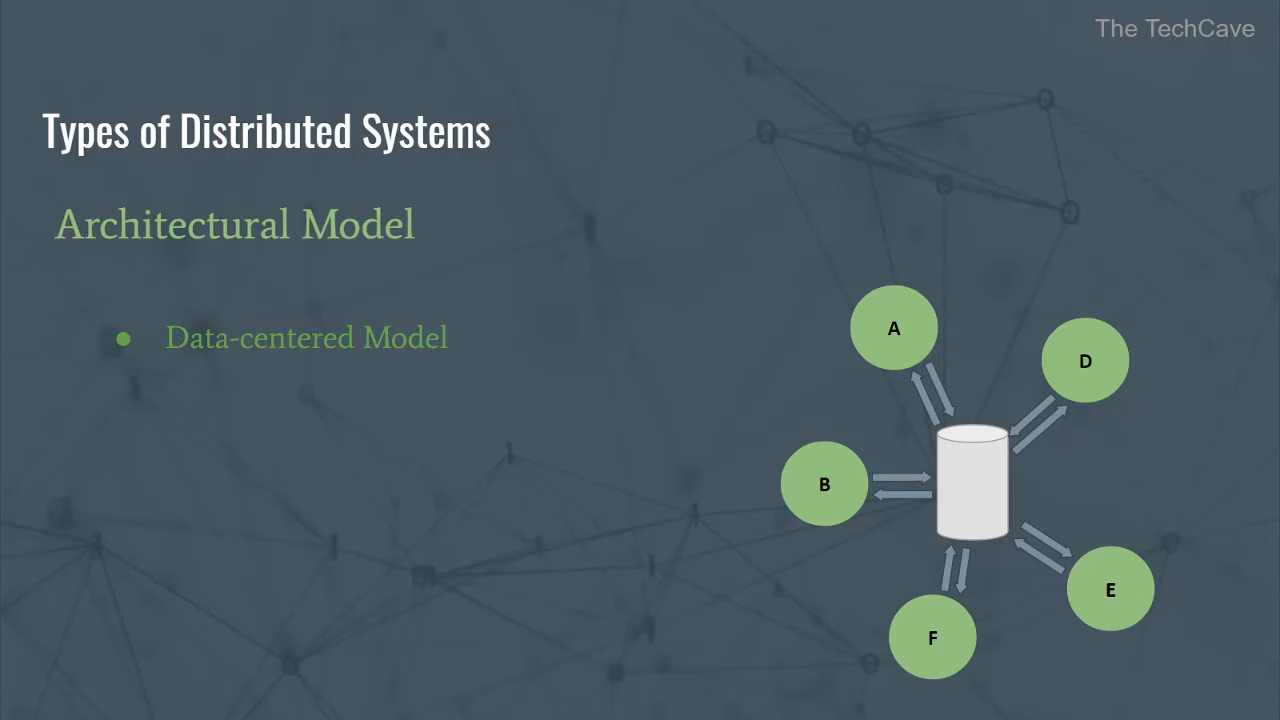 The TechCave
Types of Distributed Systems
Architectural Model
● Data-centered Model
A
D
B
E
F